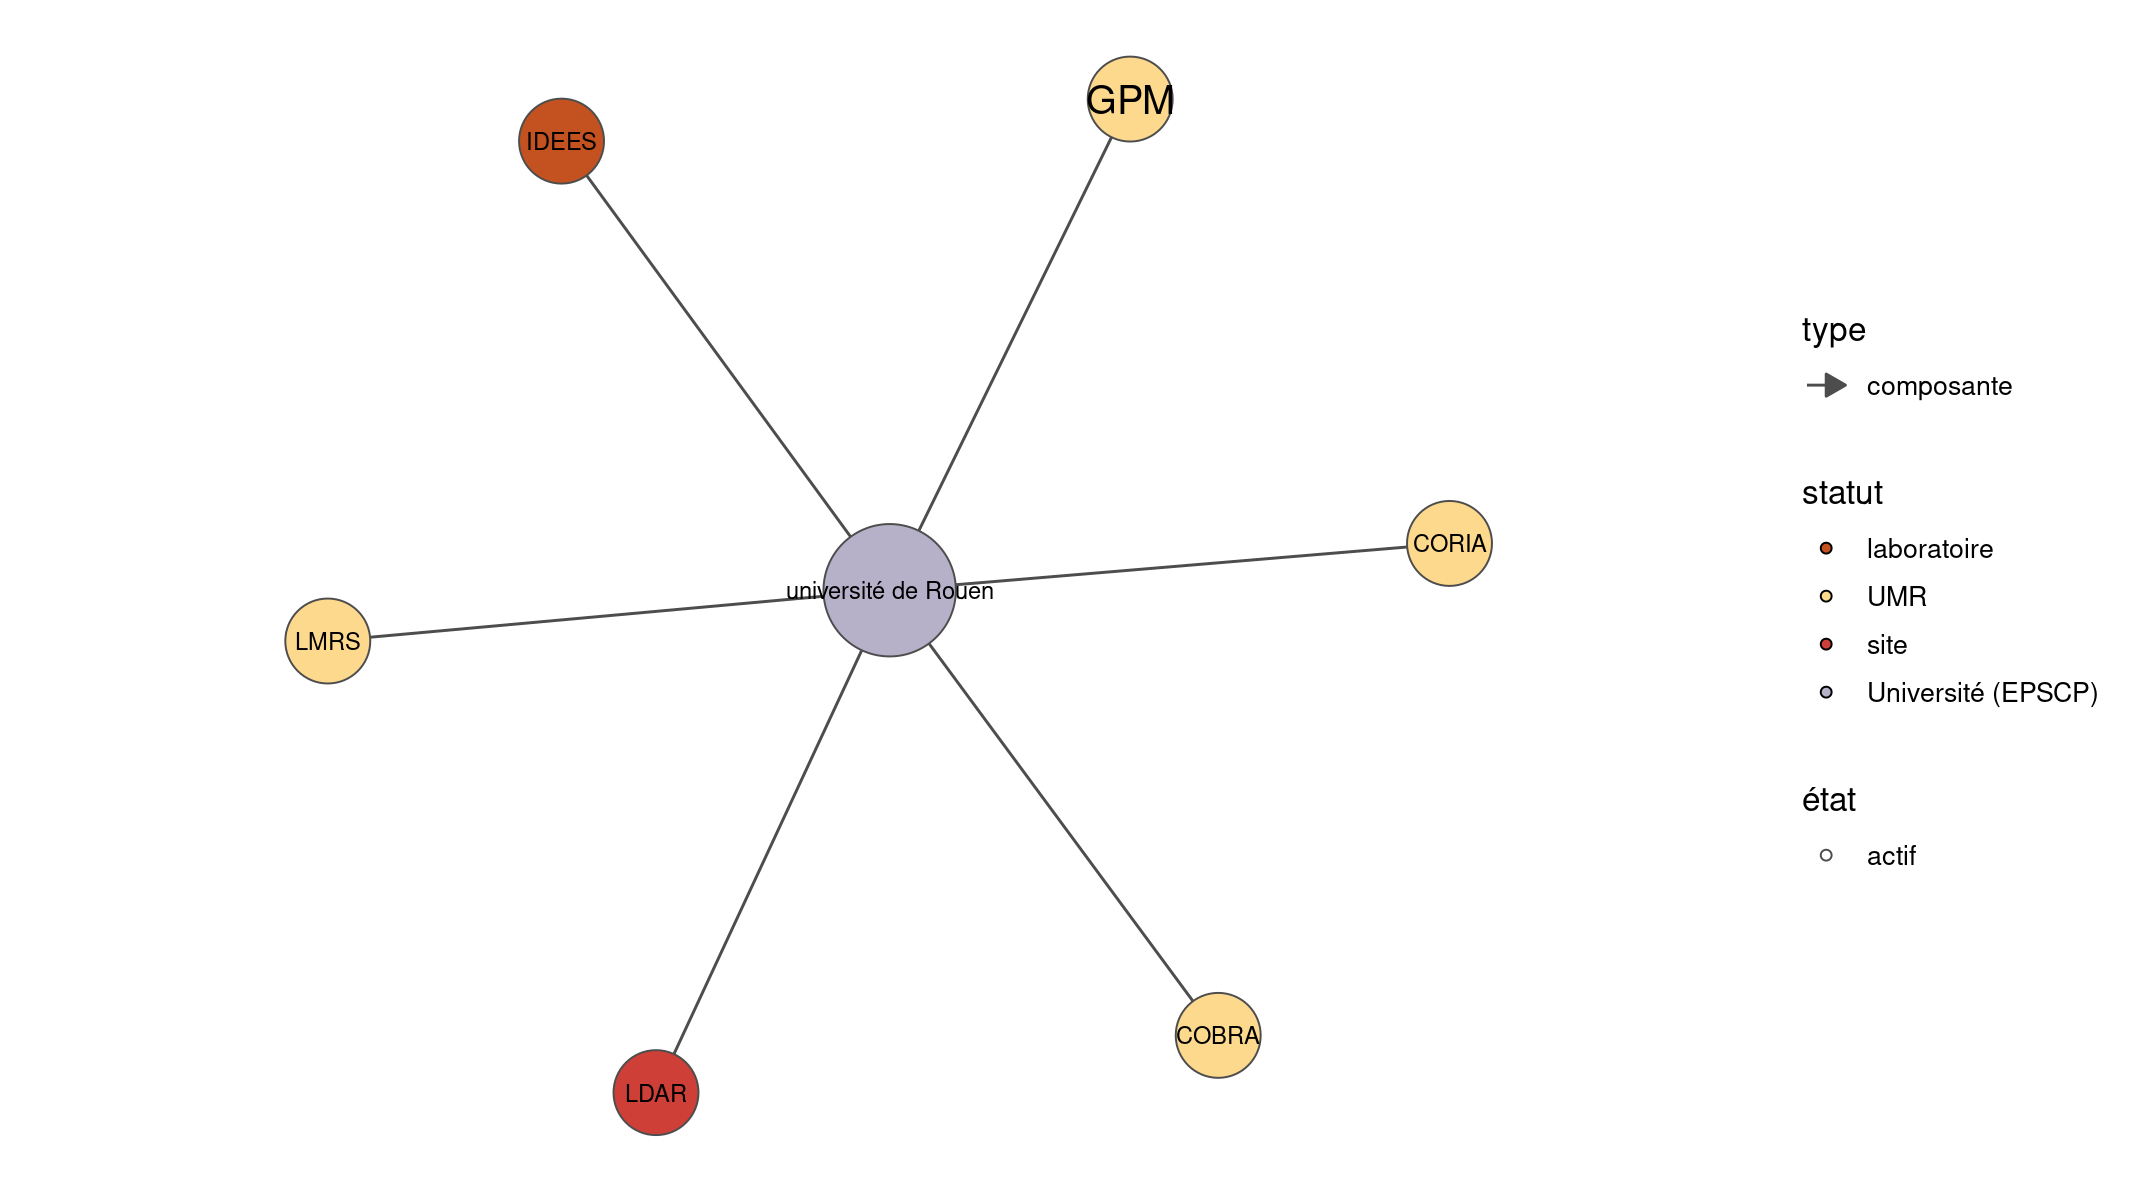 GPM
IDEES
CORIA
université de Rouen
LMRS
COBRA
LDAR
type
composante
statut
laboratoire
UMR
site
Université (EPSCP)
état
actif